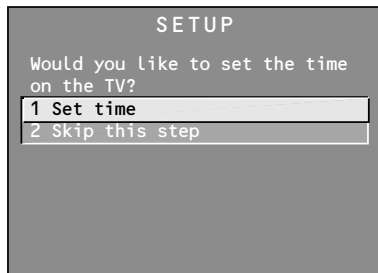 SETUP
Would you like to set the time
on the TV?
1 Set time
2 Skip this step